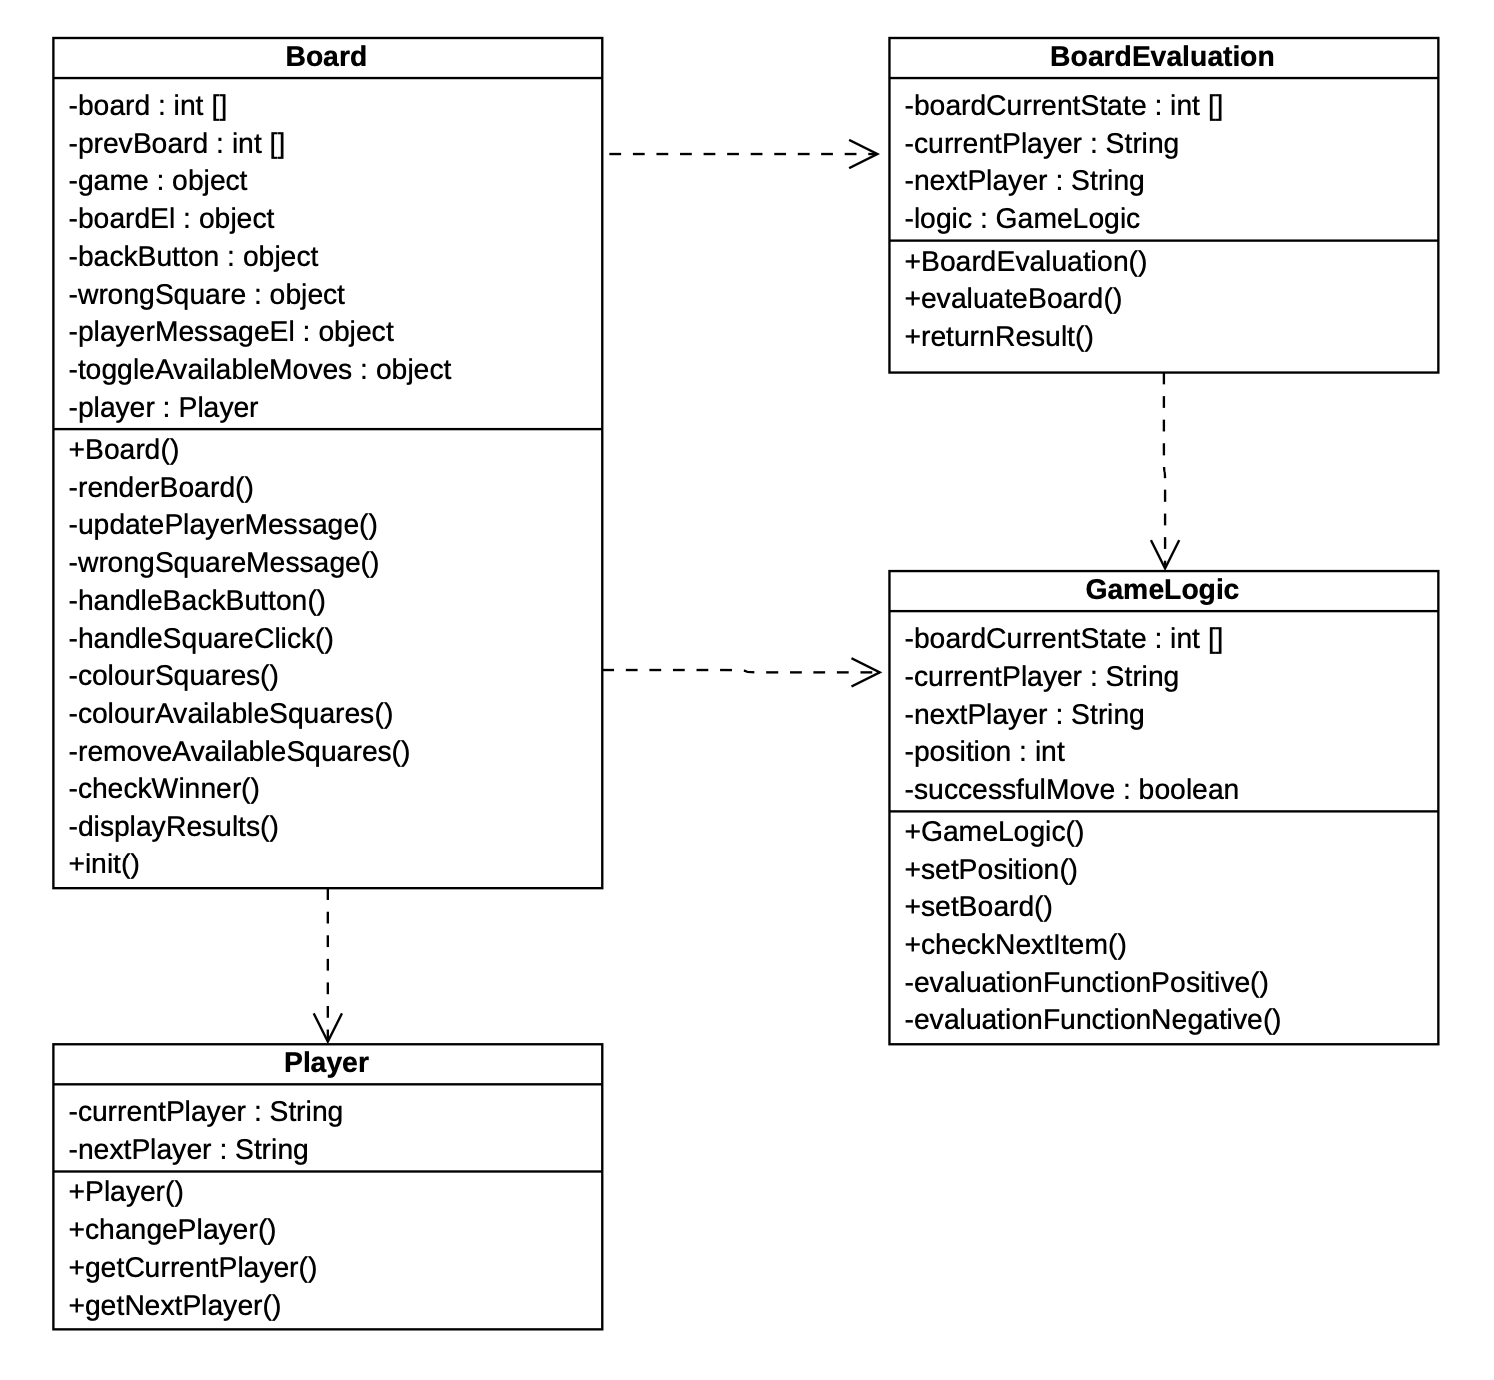 Board
-board : int []
-prevBoard : int []
-game : object
-boardEl : object
-backButton : object
-wrongSquare : object
-playerMessageEl : object
-toggleAvailableMoves : object
-player : Player
+Board()
-renderBoard()
-updatePlayerMessage()
-wrongSquareMessage()
-handleBackButton()
-handleSquareClick()
-colourSquares()
-colourAvailableSquares()
-removeAvailableSquares()
-checkWinner()
-displayResults()
+init()
BoardEvaluation
-boardCurrentState : int []
-currentPlayer : String
-nextPlayer : String
-logic : GameLogic
+BoardEvaluation()
+evaluateBoard()
+returnResult()
GameLogic
-boardCurrentState : int []
-currentPlayer : String
-nextPlayer : String
-position : int
-successfulMove : boolean
+GameLogic()
+setPosition()
+setBoard()
+checkNextItem()
-evaluationFunctionPositive()
-evaluationFunctionNegative()
Player
-currentPlayer : String
-nextPlayer : String
+Player()
+changePlayer()
+getCurrentPlayer()
+getNextPlayer()